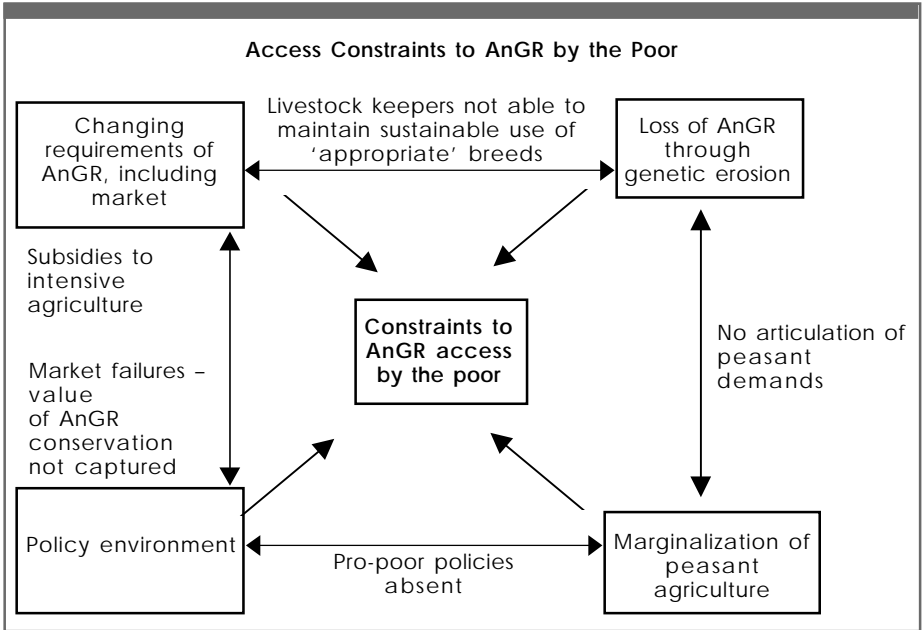 Access Constraints to AnGR by the Poor
Changing
requirements of
AnGR, including
market
Livestock keepers not able to
maintain sustainable use of
‘appropriate’ breeds
Loss of AnGR
through
genetic erosion
Subsidies to
intensive
agriculture
Market failures –
value
of AnGR
conservation
not captured
Constraints to
AnGR access
by the poor
No articulation of
peasant
demands
Policy environment
Pro-poor policies
absent
Marginalization of
peasant
agriculture